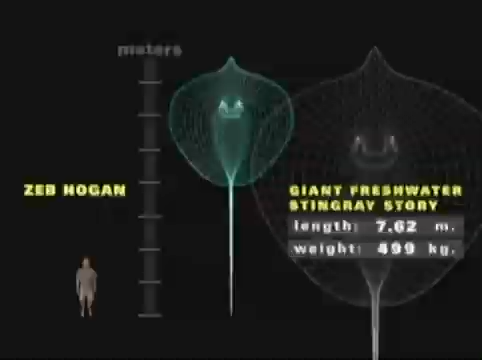 meters
ZEB HOGAN
GIANT FRESHWATER
STINGRAY STORY
length: 7.62 m.
weight: 499 kg.